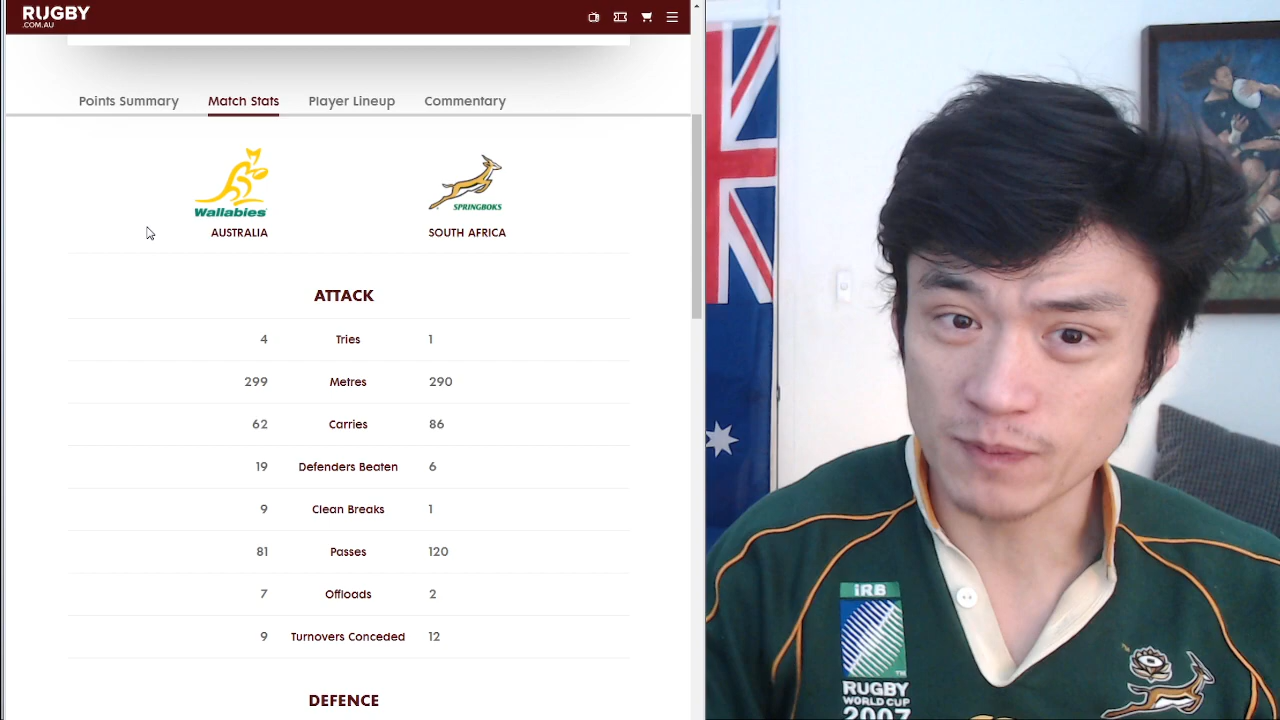 RUGBY
.COM.AU
Points Summary Match Stats Player Lineup Commentary
Wallabies SPRINGBOKS
AUSTRALIA SOUTH AFRICA
ATTACK
4 Tries 1
299 Metres 290
62 Carries 86
19 Defenders Beaten 6
9 Clean Breaks 1
81 Passes 120
7 Offloads 2
9 Turnovers Conceded 12
DEFENCE
iRB
TM
RUGBY
WORLD CUP
2007